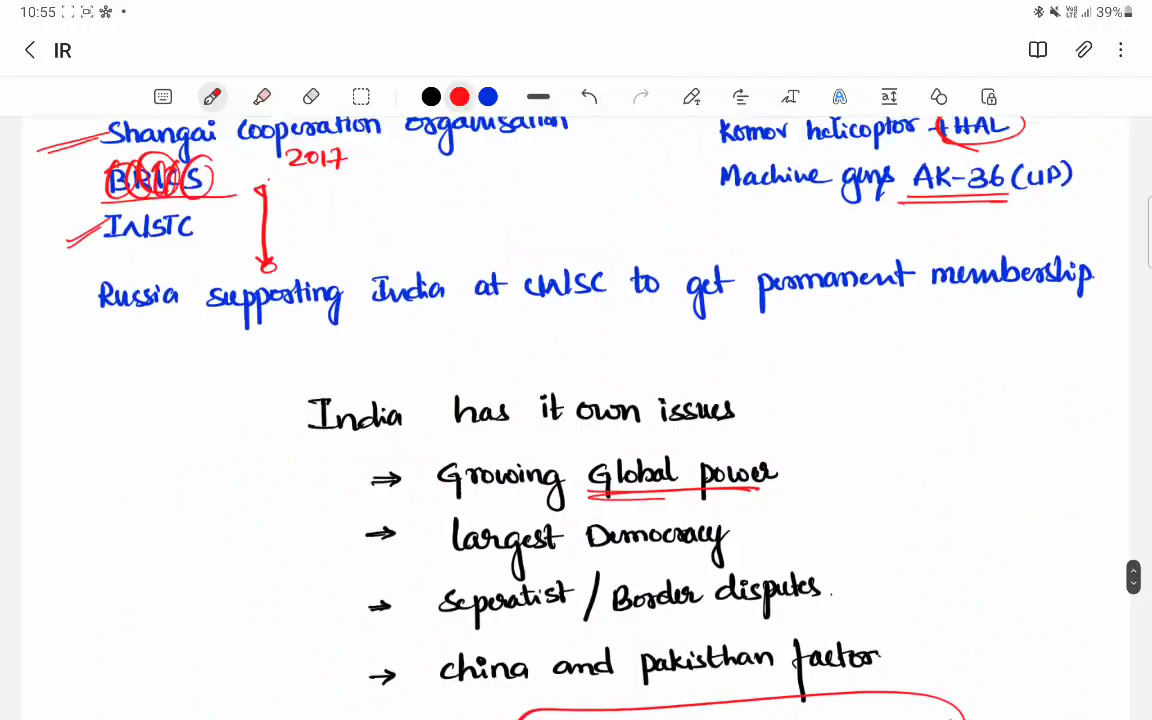 10:55 39%
IR
Shangai Cooperation Organisation
2017
BRICS
INSTC
Komov helicoptor + HAL
Machine guns AK-36 (UP)
Russia supporting India at UNSC to get permanent membership
India has it own issues
⇒ Growing Global power
→ largest Democracy
→ Seperatist / Border disputes.
→ china and pakisthan factor